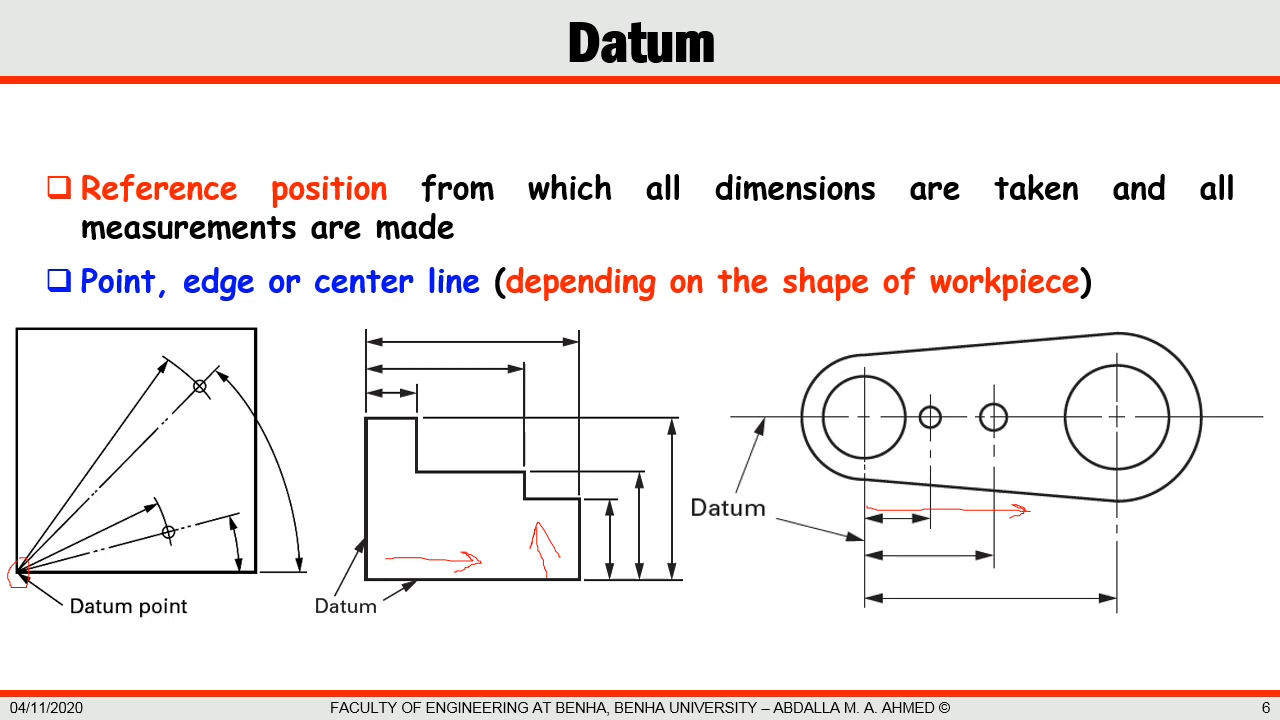 Datum
Reference position from which all dimensions are taken and all
measurements are made
Point, edge or center line (depending on the shape of workpiece)
Datum point
Datum
Datum
04/11/2020
FACULTY OF ENGINEERING AT BENHA, BENHA UNIVERSITY – ABDALLA M. A. AHMED ©
6